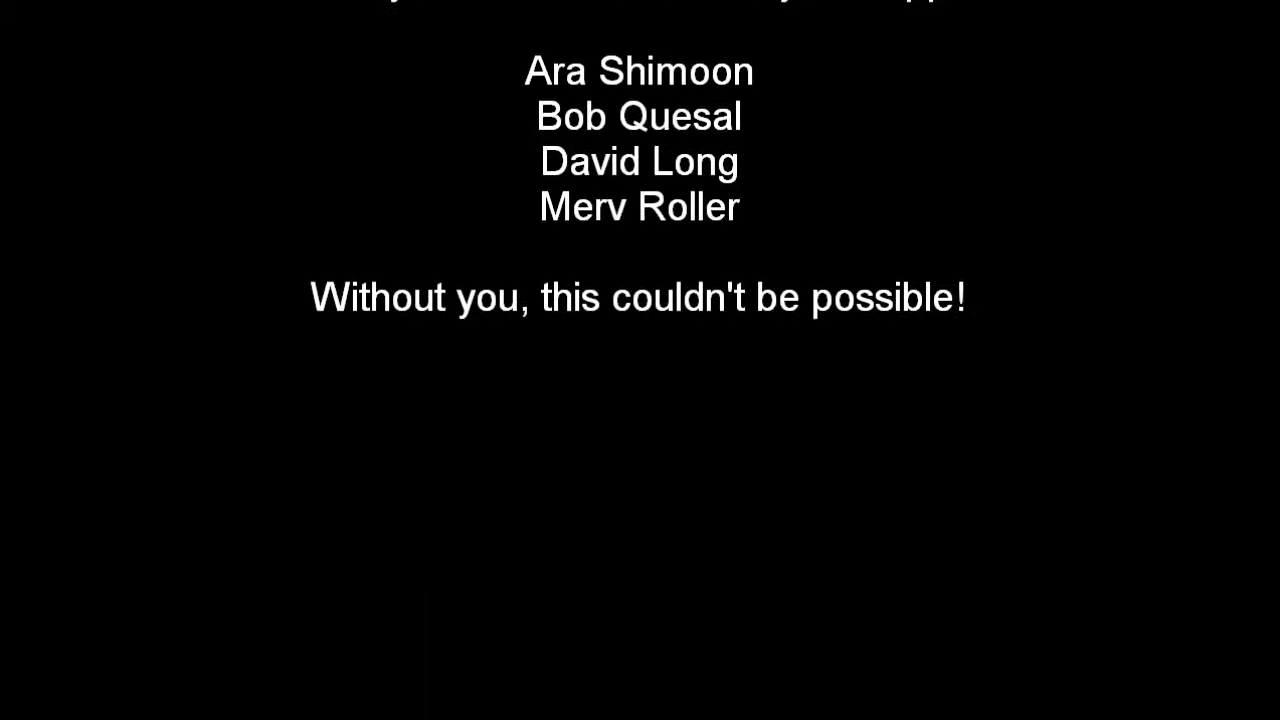 Ara Shimoon
Bob Quesal
David Long
Merv Roller
Without you, this couldn't be possible!